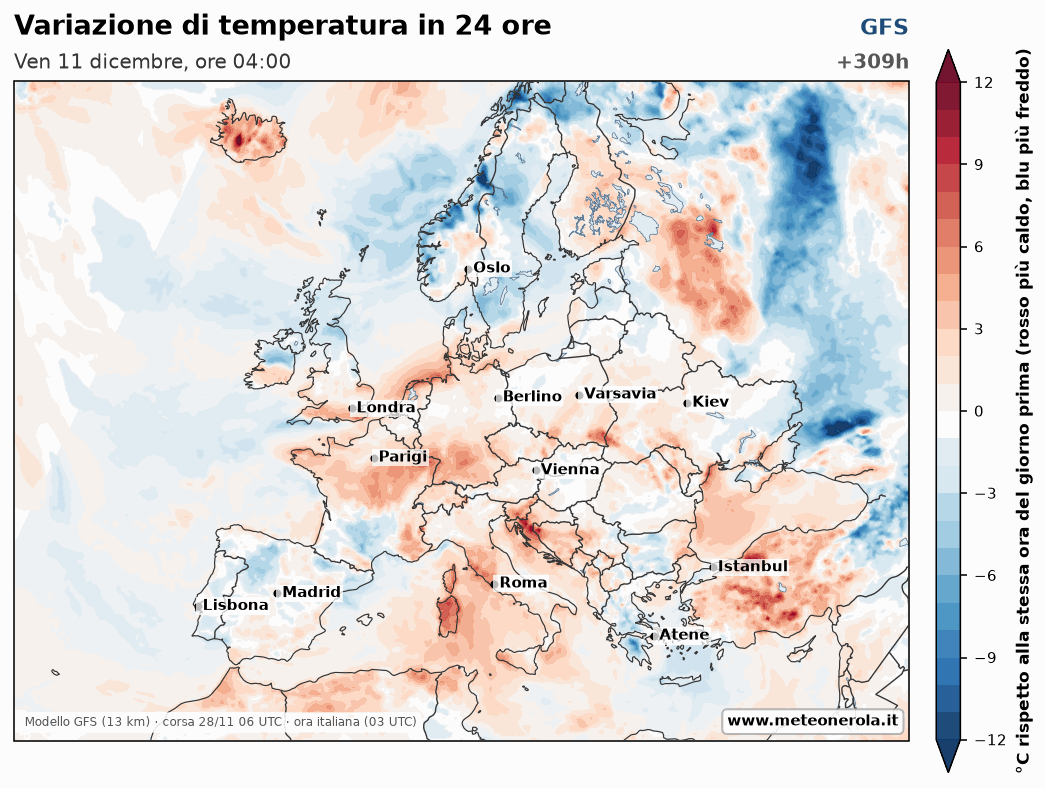 Variazione di temperatura in 24 ore
GFS
Ven 11 dicembre, ore 04:00
+309h
Oslo
Londra
Berlino
Varsavia
Kiev
Parigi
Vienna
Istanbul
Roma
Madrid
Lisbona
Atene
Modello GFS (13 km) · corsa 28/11 06 UTC · ora italiana (03 UTC)
www.meteonerola.it
12
9
6
3
0
−3
−6
−9
−12
°C rispetto alla stessa ora del giorno prima (rosso più caldo, blu più freddo)